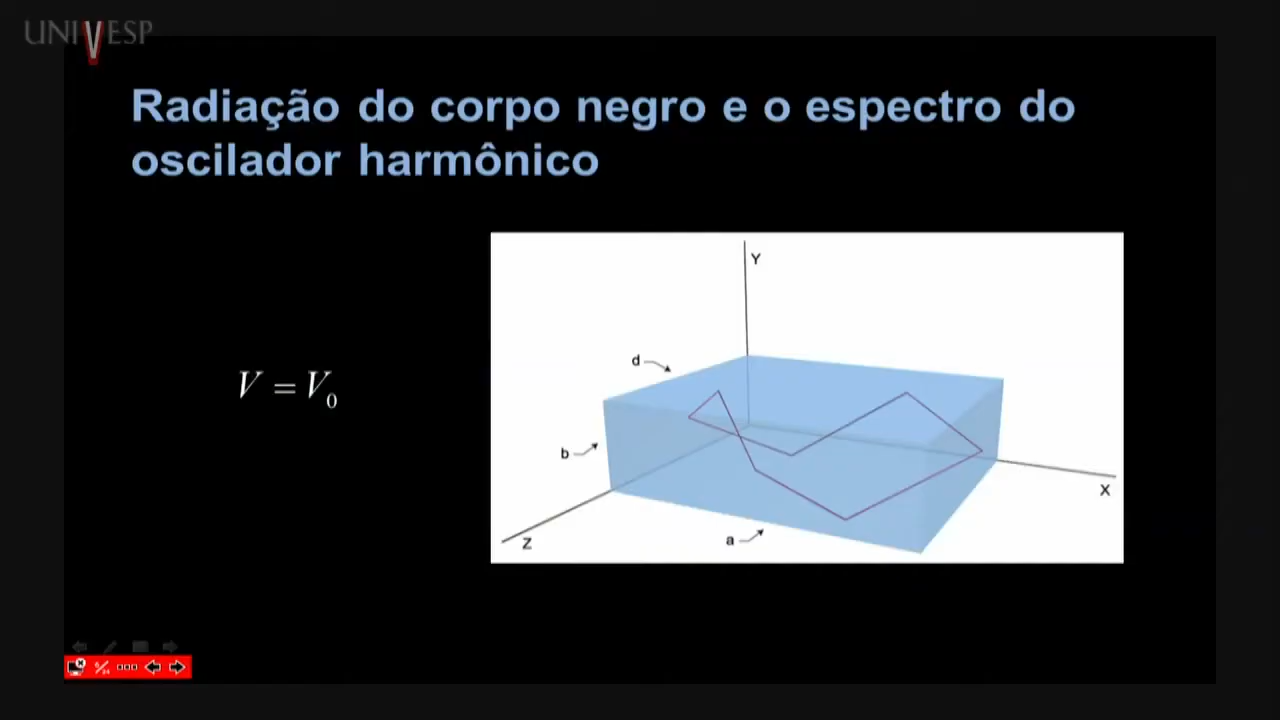 UNIVESP
Radiação do corpo negro e o espectro do
oscilador harmônico
V = V₀
Y
d
b
X
Z
a